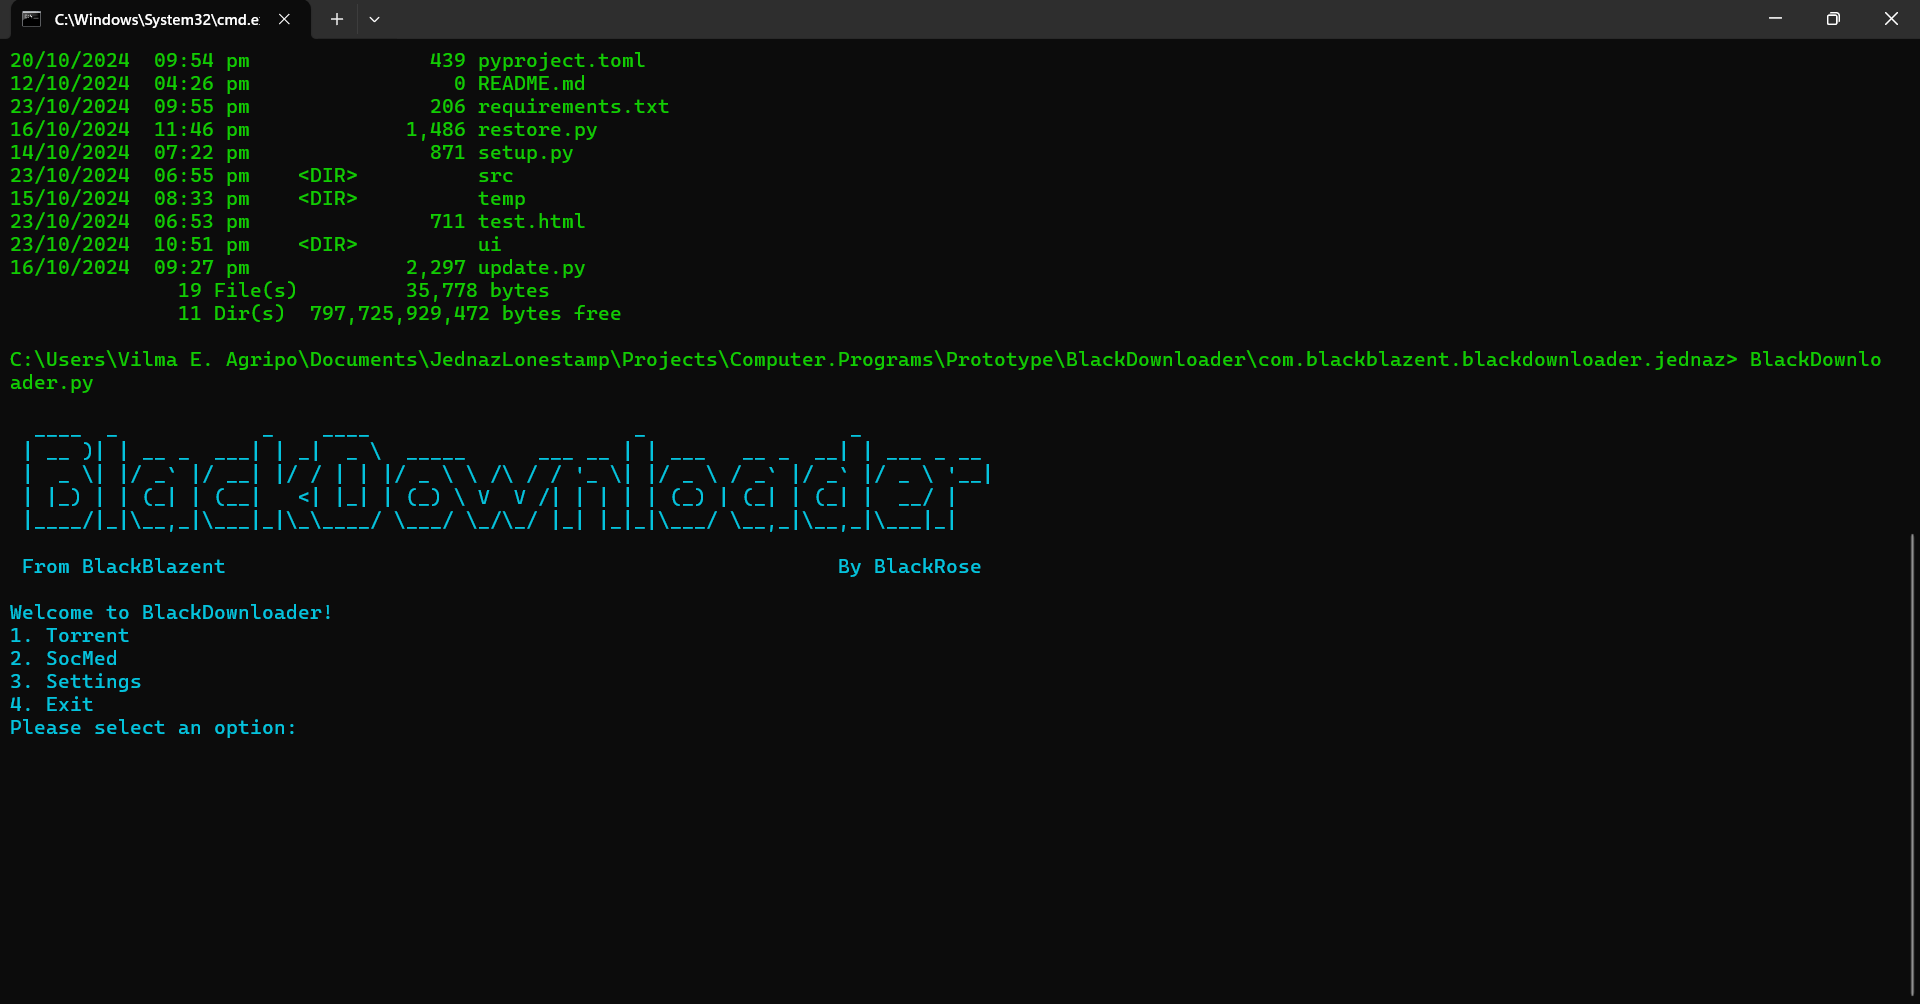 C:\Windows\System32\cmd.e
20/10/2024  09:54 pm               439 pyproject.toml
12/10/2024  04:26 pm                 0 README.md
23/10/2024  09:55 pm               206 requirements.txt
16/10/2024  11:46 pm             1,486 restore.py
14/10/2024  07:22 pm               871 setup.py
23/10/2024  06:55 pm    <DIR>          src
15/10/2024  08:33 pm    <DIR>          temp
23/10/2024  06:53 pm               711 test.html
23/10/2024  10:51 pm    <DIR>          ui
16/10/2024  09:27 pm             2,297 update.py
              19 File(s)         35,778 bytes
              11 Dir(s)  797,725,929,472 bytes free
C:\Users\Vilma E. Agripo\Documents\JednazLonestamp\Projects\Computer.Programs\Prototype\BlackDownloader\com.blackblazent.blackdownloader.jednaz> BlackDownlo
ader.py
BlackDownloader
From BlackBlazent                                                   By BlackRose
Welcome to BlackDownloader!
1. Torrent
2. SocMed
3. Settings
4. Exit
Please select an option: